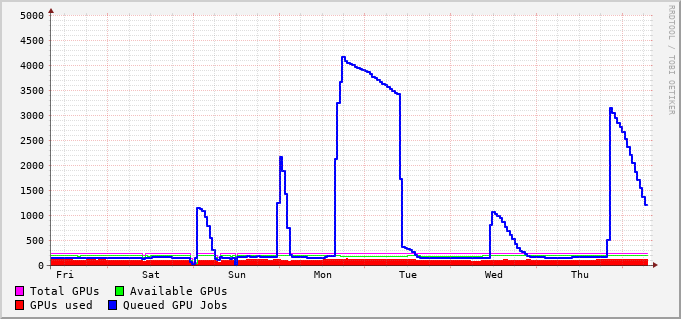 5000
4500
4000
3500
3000
2500
2000
1500
1000
500
0
Fri Sat Sun Mon Tue Wed Thu
Total GPUs Available GPUs
GPUs used Queued GPU Jobs
RRDTOOL / TOBI OETIKER